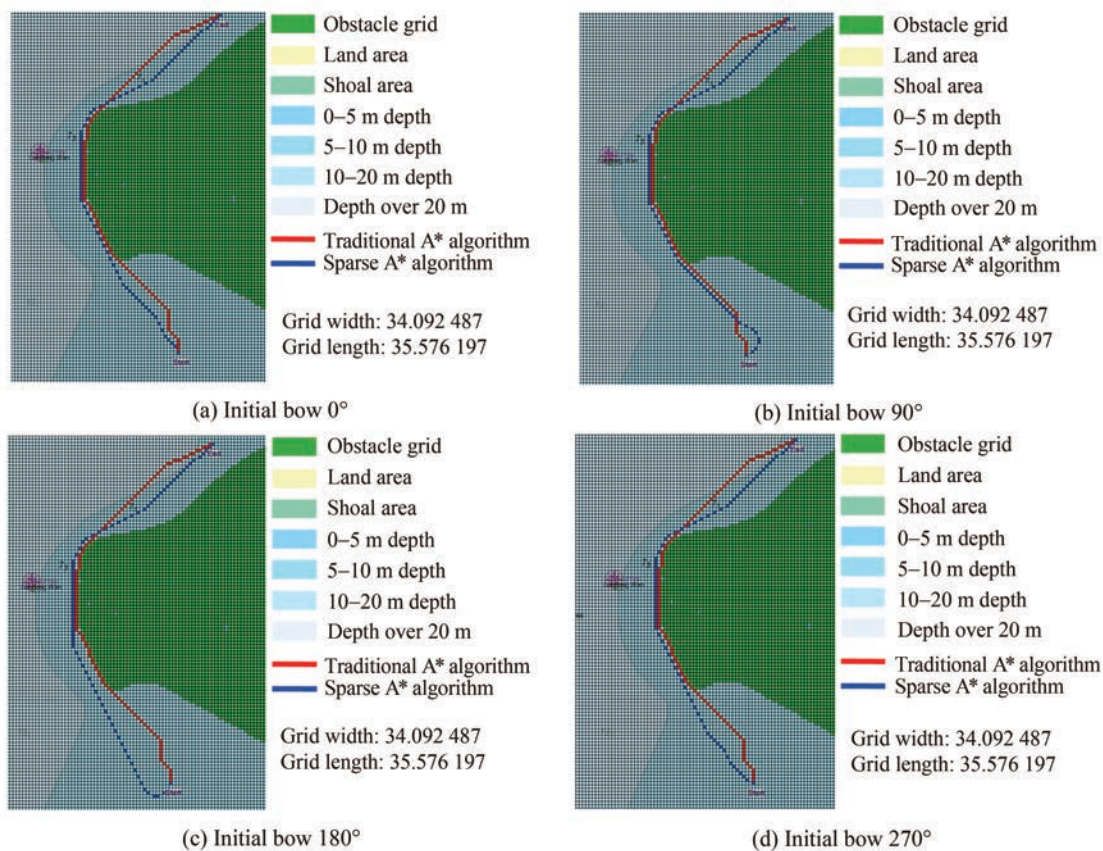 Obstacle grid
Land area
Shoal area
0–5 m depth
5–10 m depth
10–20 m depth
Depth over 20 m
Traditional A* algorithm
Sparse A* algorithm
Grid width: 34.092 487
Grid length: 35.576 197
(a) Initial bow 0°
Obstacle grid
Land area
Shoal area
0–5 m depth
5–10 m depth
10–20 m depth
Depth over 20 m
Traditional A* algorithm
Sparse A* algorithm
Grid width: 34.092 487
Grid length: 35.576 197
(b) Initial bow 90°
Obstacle grid
Land area
Shoal area
0–5 m depth
5–10 m depth
10–20 m depth
Depth over 20 m
Traditional A* algorithm
Sparse A* algorithm
Grid width: 34.092 487
Grid length: 35.576 197
(c) Initial bow 180°
Obstacle grid
Land area
Shoal area
0–5 m depth
5–10 m depth
10–20 m depth
Depth over 20 m
Traditional A* algorithm
Sparse A* algorithm
Grid width: 34.092 487
Grid length: 35.576 197
(d) Initial bow 270°